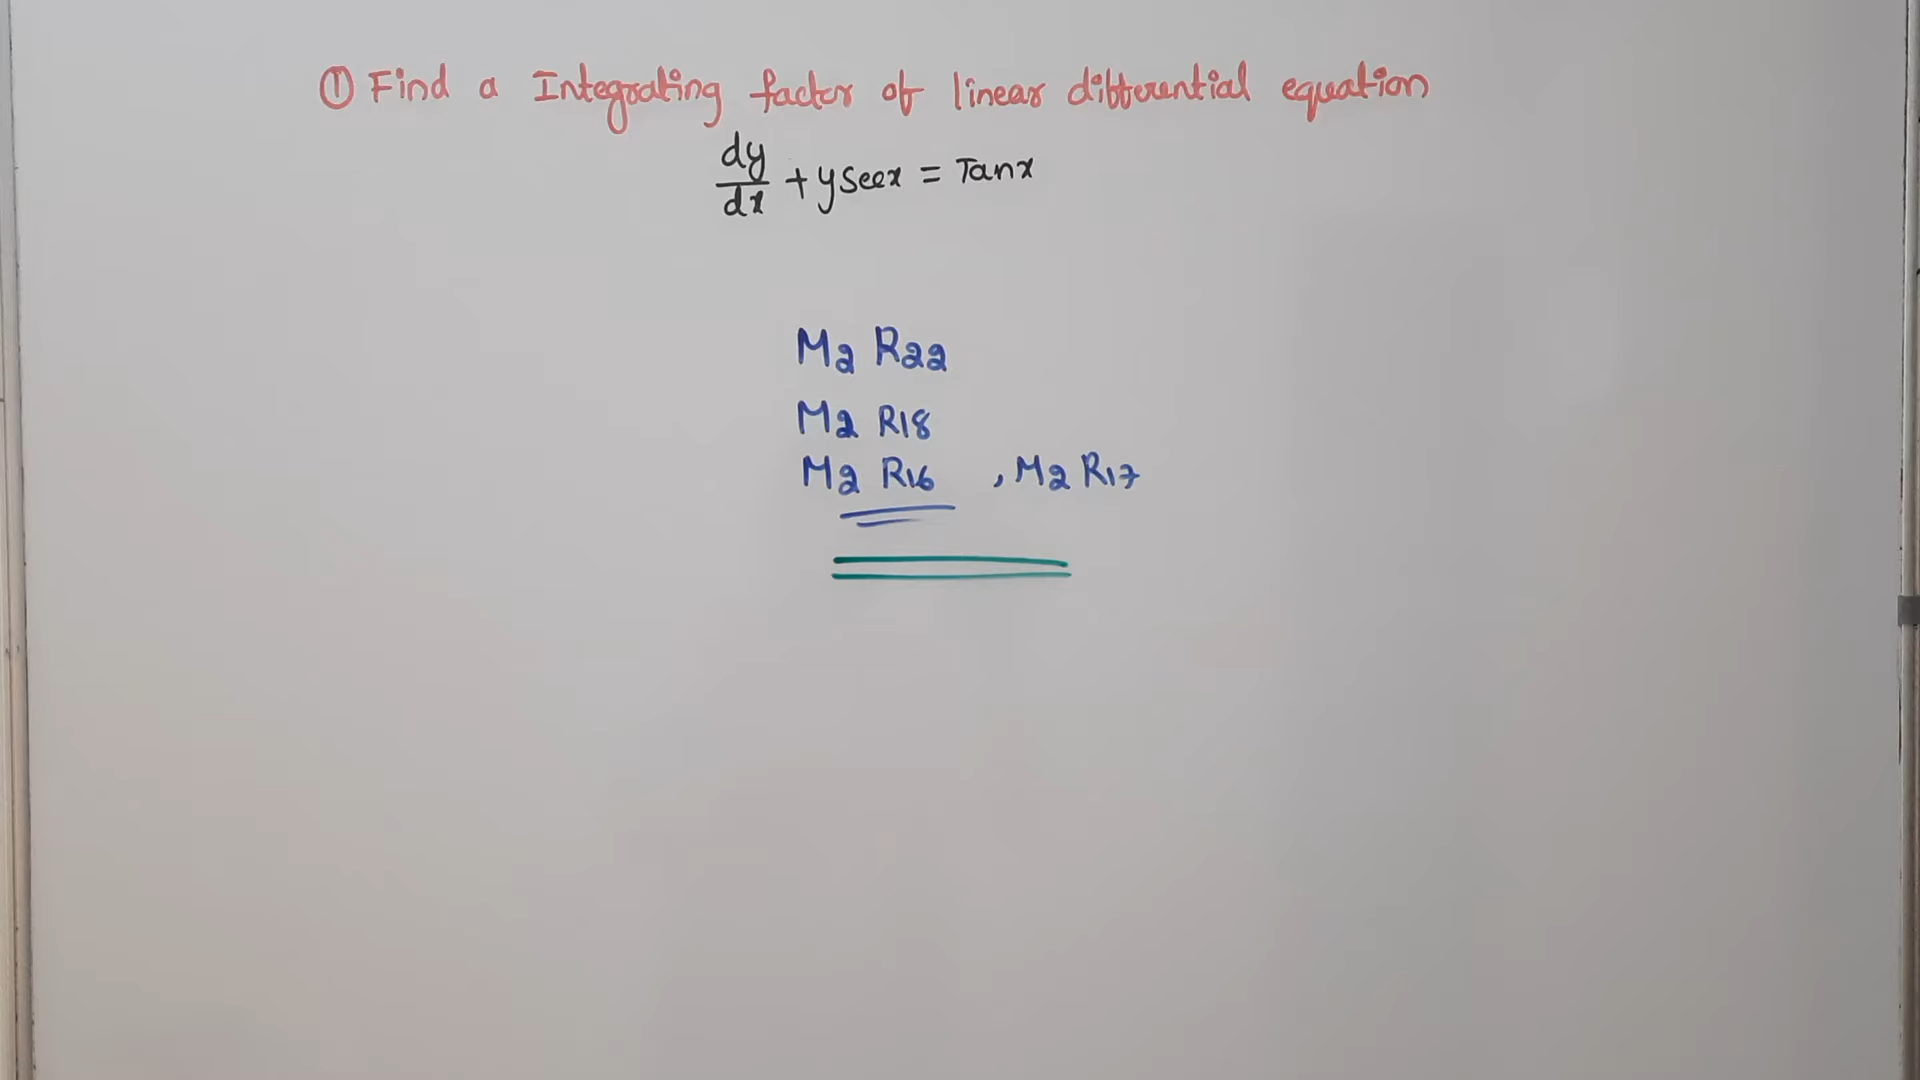 ① Find a Integrating factor of linear differential equation
dy/dx + y secx = Tanx
M2 R22
M2 R18
M2 R16 , M2 R17